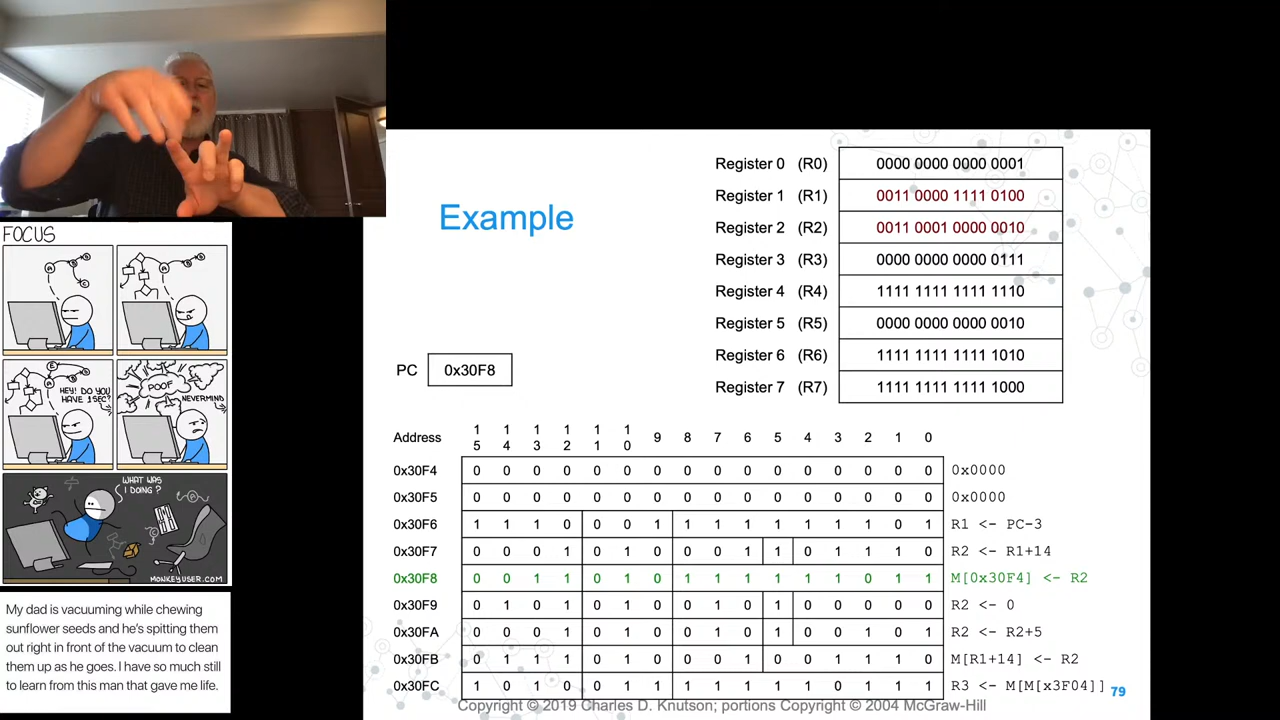 Example
Register 0 (R0) 0000 0000 0000 0001
Register 1 (R1) 0011 0000 1111 0100
Register 2 (R2) 0011 0001 0000 0010
Register 3 (R3) 0000 0000 0000 0111
Register 4 (R4) 1111 1111 1111 1110
Register 5 (R5) 0000 0000 0000 0010
Register 6 (R6) 1111 1111 1111 1010
Register 7 (R7) 1111 1111 1111 1000
PC 0x30F8
Address 15 14 13 12 11 10 9 8 7 6 5 4 3 2 1 0
0x30F4 0 0 0 0 0 0 0 0 0 0 0 0 0 0 0 0 0x0000
0x30F5 0 0 0 0 0 0 0 0 0 0 0 0 0 0 0 0 0x0000
0x30F6 1 1 1 0 0 0 1 1 1 1 1 1 1 1 0 1 R1 <- PC-3
0x30F7 0 0 0 1 0 1 0 0 0 1 1 0 1 1 1 0 R2 <- R1+14
0x30F8 0 0 1 1 0 1 0 1 1 1 1 1 1 0 1 1 M[0x30F4] <- R2
0x30F9 0 1 0 1 0 1 0 0 1 0 1 0 0 0 0 0 R2 <- 0
0x30FA 0 0 0 1 0 1 0 0 1 0 1 0 0 1 0 1 R2 <- R2+5
0x30FB 0 1 1 1 0 1 0 0 0 1 0 0 1 1 1 0 M[R1+14] <- R2
0x30FC 1 0 1 0 0 1 1 1 1 1 1 1 0 1 1 1 R3 <- M[M[x3F04]]
79
Copyright © 2019 Charles D. Knutson; portions Copyright © 2004 McGraw-Hill
FOCUS
HEY! DO YOU
HAVE 1 SEC?
POOF
NEVERMIND
WHAT WAS
I DOING?
MONKEYUSER.COM
My dad is vacuuming while chewing
sunflower seeds and he's spitting them
out right in front of the vacuum to clean
them up as he goes. I have so much still
to learn from this man that gave me life.